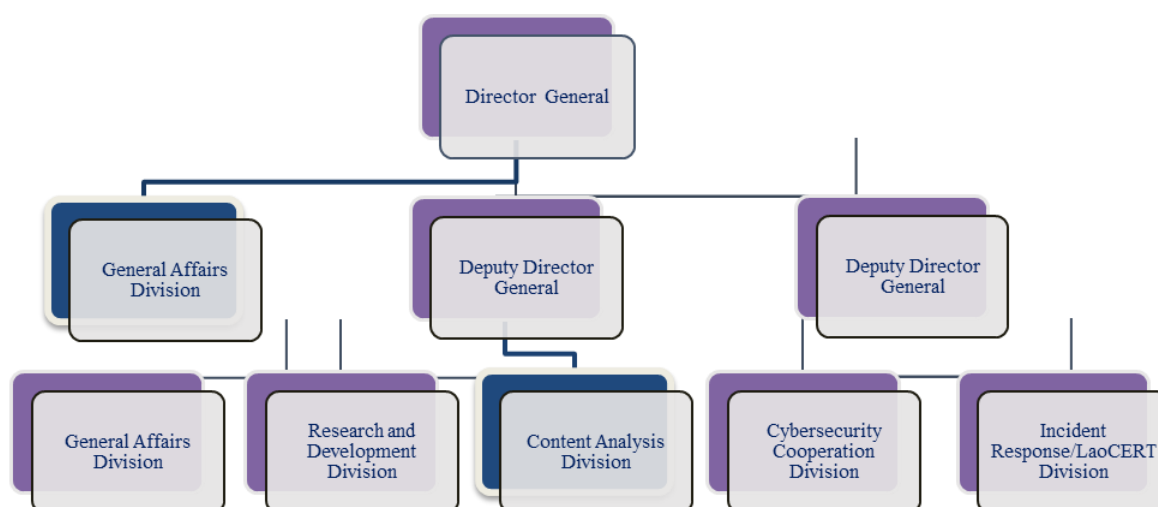 Director General
General Affairs
Division
Deputy Director
General
Deputy Director
General
General Affairs
Division
Research and
Development
Division
Content Analysis
Division
Cybersecurity
Cooperation
Division
Incident
Response/LaoCERT
Division